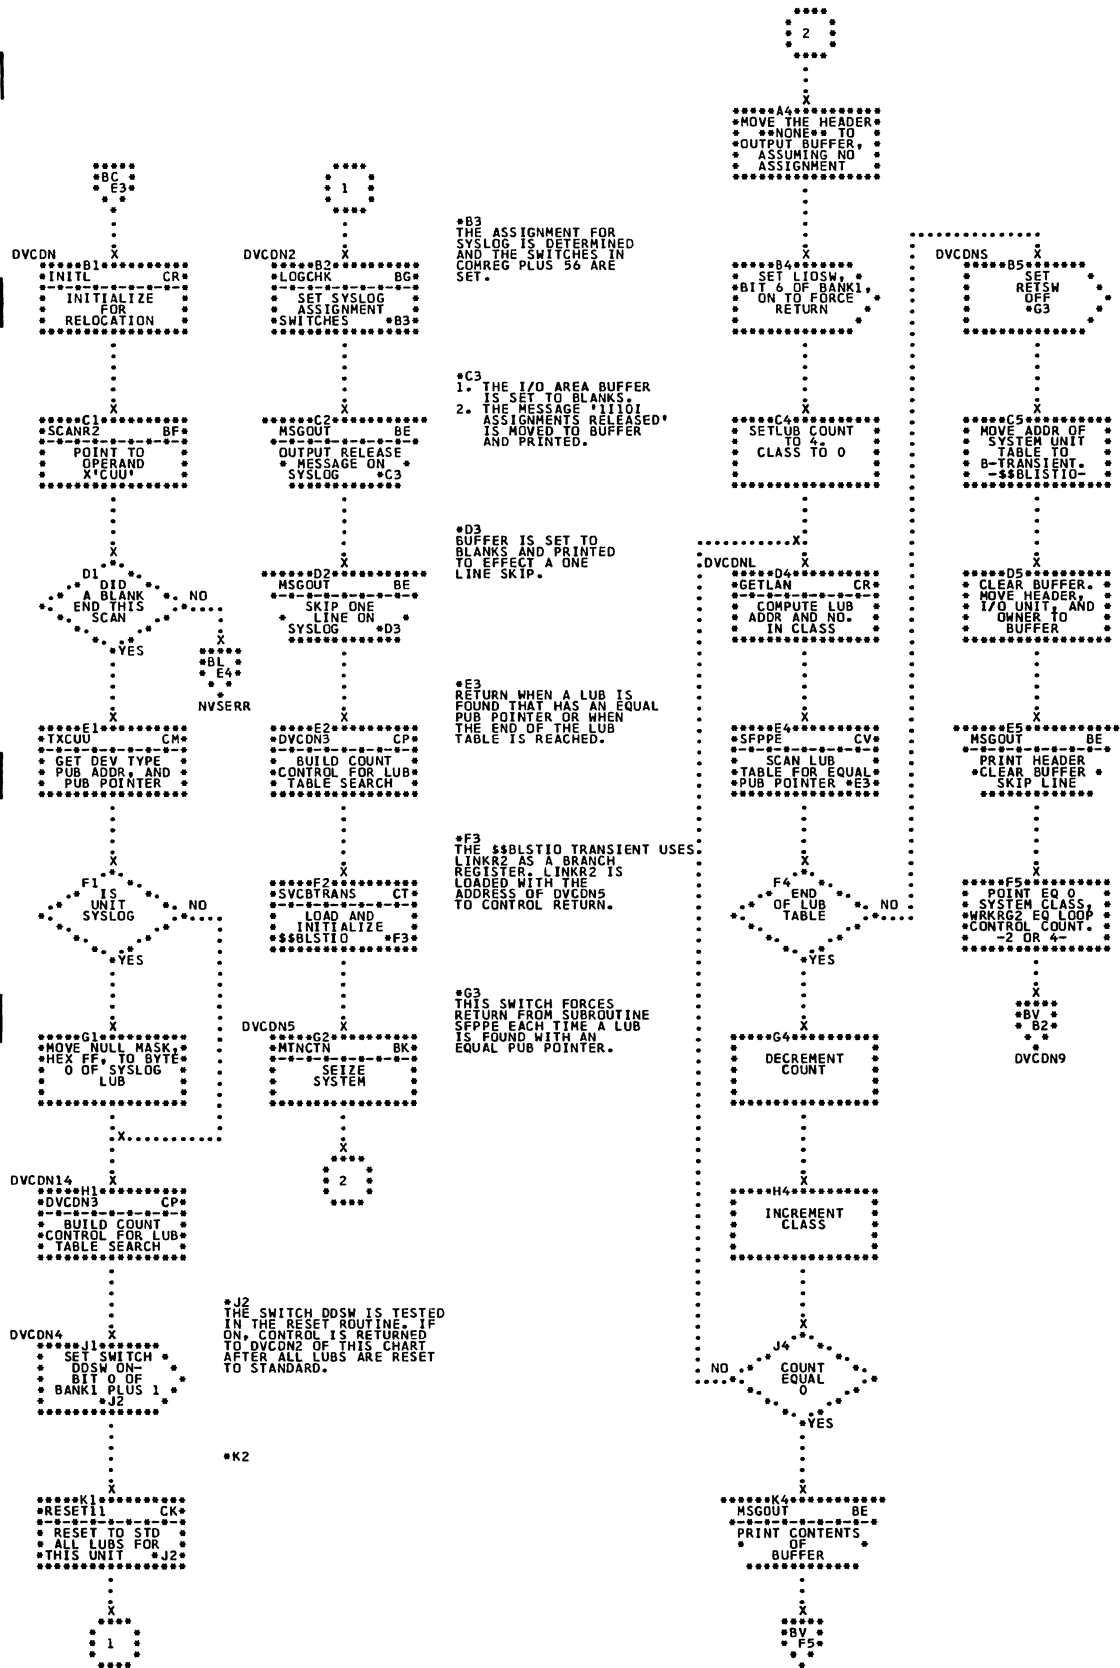 BC
E3
DVCDN
B1
INITL CR
INITIALIZE
FOR
RELOCATION
C1
SCANR2 BF
POINT TO
OPERAND
X'CUU'
D1
DID
A BLANK
END THIS
SCAN
NO
YES
BL
E4
NVSERR
E1
TXCUU CM
GET DEV TYPE
PUB ADDR, AND
PUB POINTER
F1
IS
UNIT
SYSLOG
NO
YES
G1
MOVE NULL MASK,
HEX FF, TO BYTE
0 OF SYSLOG
LUB
DVCDN14
H1
DVCDN3 CP
BUILD COUNT
CONTROL FOR LUB
TABLE SEARCH
DVCDN4
J1
SET SWITCH
DDSW ON-
BIT 0 OF
BANK1 PLUS 1
*J2
K1
RESET11 CK
RESET TO STD
ALL LUBS FOR
THIS UNIT *J2
1
1
DVCDN2
B2
LOGCHK BG
SET SYSLOG
ASSIGNMENT
SWITCHES *B3
C2
MSGOUT BE
OUTPUT RELEASE
MESSAGE ON
SYSLOG *C3
D2
MSGOUT BE
SKIP ONE
LINE ON
SYSLOG *D3
E2
DVCDN3 CP
BUILD COUNT
CONTROL FOR LUB
TABLE SEARCH
F2
SVCBTRANS CT
LOAD AND
INITIALIZE
$$BLSTIO *F3
DVCDN5
G2
MTNCTN BK
SEIZE
SYSTEM
2
*J2
THE SWITCH DDSW IS TESTED
IN THE RESET ROUTINE. IF
ON, CONTROL IS RETURNED
TO DVCDN2 OF THIS CHART
AFTER ALL LUBS ARE RESET
TO STANDARD.
*K2
*B3
THE ASSIGNMENT FOR
SYSLOG IS DETERMINED
AND THE SWITCHES IN
COMREG PLUS 56 ARE
SET.
*C3
1. THE I/O AREA BUFFER
IS SET TO BLANKS.
2. THE MESSAGE '1I10I
ASSIGNMENTS RELEASED'
IS MOVED TO BUFFER
AND PRINTED.
*D3
BUFFER IS SET TO
BLANKS AND PRINTED
TO EFFECT A ONE
LINE SKIP.
*E3
RETURN WHEN A LUB IS
FOUND THAT HAS AN EQUAL
PUB POINTER OR WHEN
THE END OF THE LUB
TABLE IS REACHED.
*F3
THE $$BLSTIO TRANSIENT USES
LINKR2 AS A BRANCH
REGISTER. LINKR2 IS
LOADED WITH THE
ADDRESS OF DVCDN5
TO CONTROL RETURN.
*G3
THIS SWITCH FORCES
RETURN FROM SUBROUTINE
SFPPE EACH TIME A LUB
IS FOUND WITH AN
EQUAL PUB POINTER.
2
A4
MOVE THE HEADER
**NONE** TO
OUTPUT BUFFER,
ASSUMING NO
ASSIGNMENT
B4
SET LIOSW,
BIT 6 OF BANK1,
ON TO FORCE
RETURN
C4
SETLUB COUNT
TO 4.
CLASS TO 0
DVCDNL
D4
GETLAN CR
COMPUTE LUB
ADDR AND NO.
IN CLASS
E4
SFPPE CV
SCAN LUB
TABLE FOR EQUAL
PUB POINTER *E3
F4
END
OF LUB
TABLE
NO
YES
G4
DECREMENT
COUNT
H4
INCREMENT
CLASS
J4
COUNT
EQUAL
0
NO
YES
K4
MSGOUT BE
PRINT CONTENTS
OF
BUFFER
BV
F5
DVCDNS
B5
SET
RETSW
OFF
*G3
C5
MOVE ADDR OF
SYSTEM UNIT
TABLE TO
B-TRANSIENT.
-$$BLISTIO-
D5
CLEAR BUFFER.
MOVE HEADER,
I/O UNIT, AND
OWNER TO
BUFFER
E5
MSGOUT BE
PRINT HEADER
CLEAR BUFFER
SKIP LINE
F5
POINT EQ 0
SYSTEM CLASS,
WRKRG2 EQ LOOP
CONTROL COUNT.
-2 OR 4-
BV
B2
DVCDN9